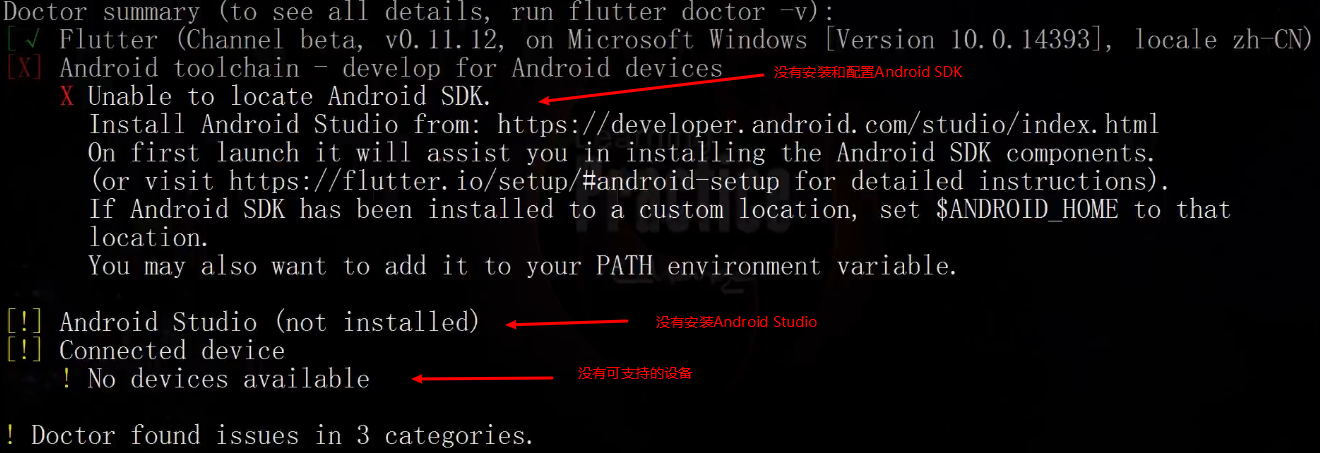 Doctor summary (to see all details, run flutter doctor -v):
[√] Flutter (Channel beta, v0.11.12, on Microsoft Windows [Version 10.0.14393], locale zh-CN)
[X] Android toolchain - develop for Android devices
没有安装和配置Android SDK
X Unable to locate Android SDK.
Install Android Studio from: https://developer.android.com/studio/index.html
On first launch it will assist you in installing the Android SDK components.
(or visit https://flutter.io/setup/#android-setup for detailed instructions).
If Android SDK has been installed to a custom location, set $ANDROID_HOME to that
location.
You may also want to add it to your PATH environment variable.
[!] Android Studio (not installed)
没有安装Android Studio
[!] Connected device
! No devices available
没有可支持的设备
! Doctor found issues in 3 categories.